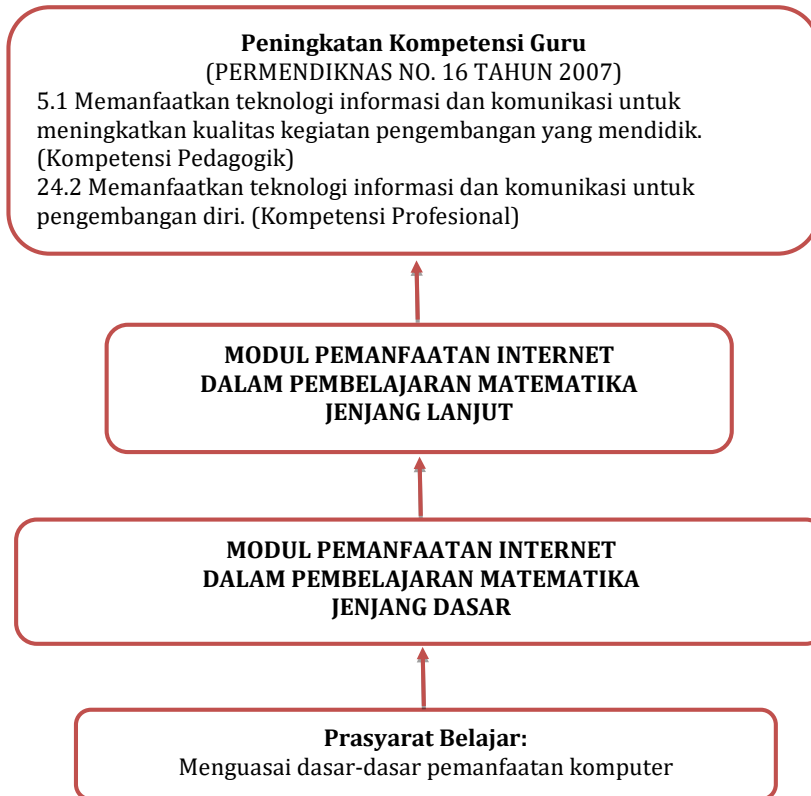 Peningkatan Kompetensi Guru
(PERMENDIKNAS NO. 16 TAHUN 2007)
5.1 Memanfaatkan teknologi informasi dan komunikasi untuk
meningkatkan kualitas kegiatan pengembangan yang mendidik.
(Kompetensi Pedagogik)
24.2 Memanfaatkan teknologi informasi dan komunikasi untuk
pengembangan diri. (Kompetensi Profesional)
MODUL PEMANFAATAN INTERNET
DALAM PEMBELAJARAN MATEMATIKA
JENJANG LANJUT
MODUL PEMANFAATAN INTERNET
DALAM PEMBELAJARAN MATEMATIKA
JENJANG DASAR
Prasyarat Belajar:
Menguasai dasar-dasar pemanfaatan komputer